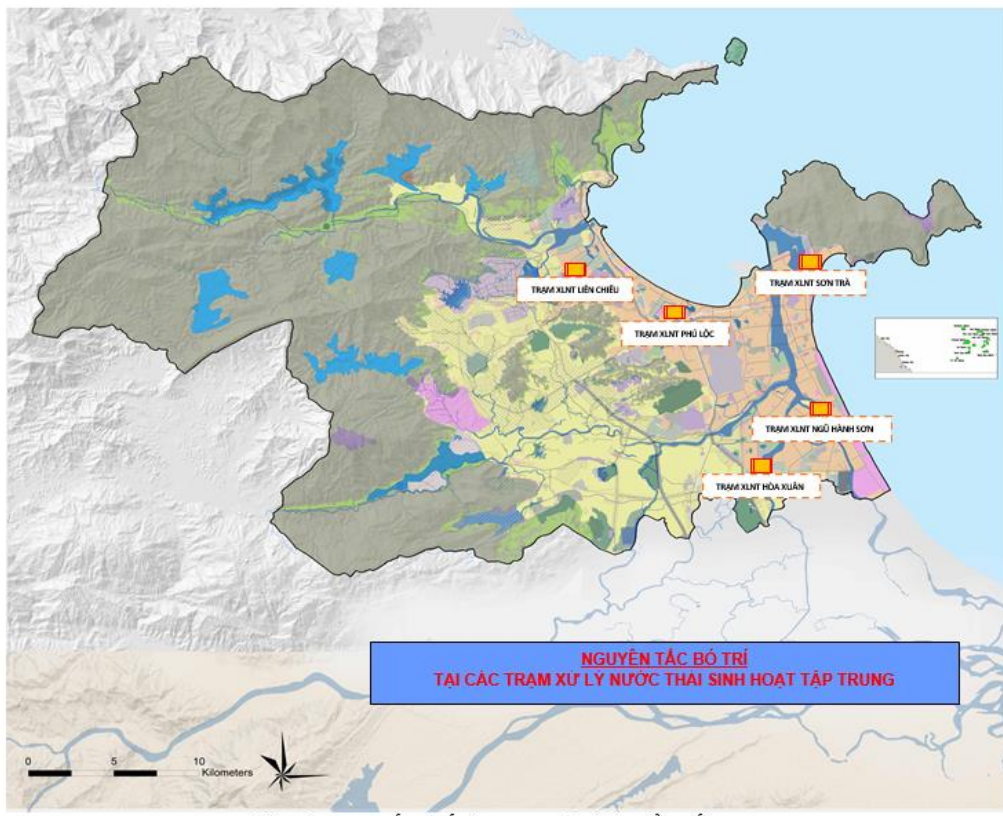 TRẠM XLNT LIÊN CHIỂU
TRẠM XLNT SƠN TRÀ
TRẠM XLNT PHÚ LỘC
TRẠM XLNT NGŨ HÀNH SƠN
TRẠM XLNT HÒA XUÂN
NGUYÊN TẮC BỐ TRÍ
TẠI CÁC TRẠM XỬ LÝ NƯỚC THẢI SINH HOẠT TẬP TRUNG
0 5 10
Kilometers